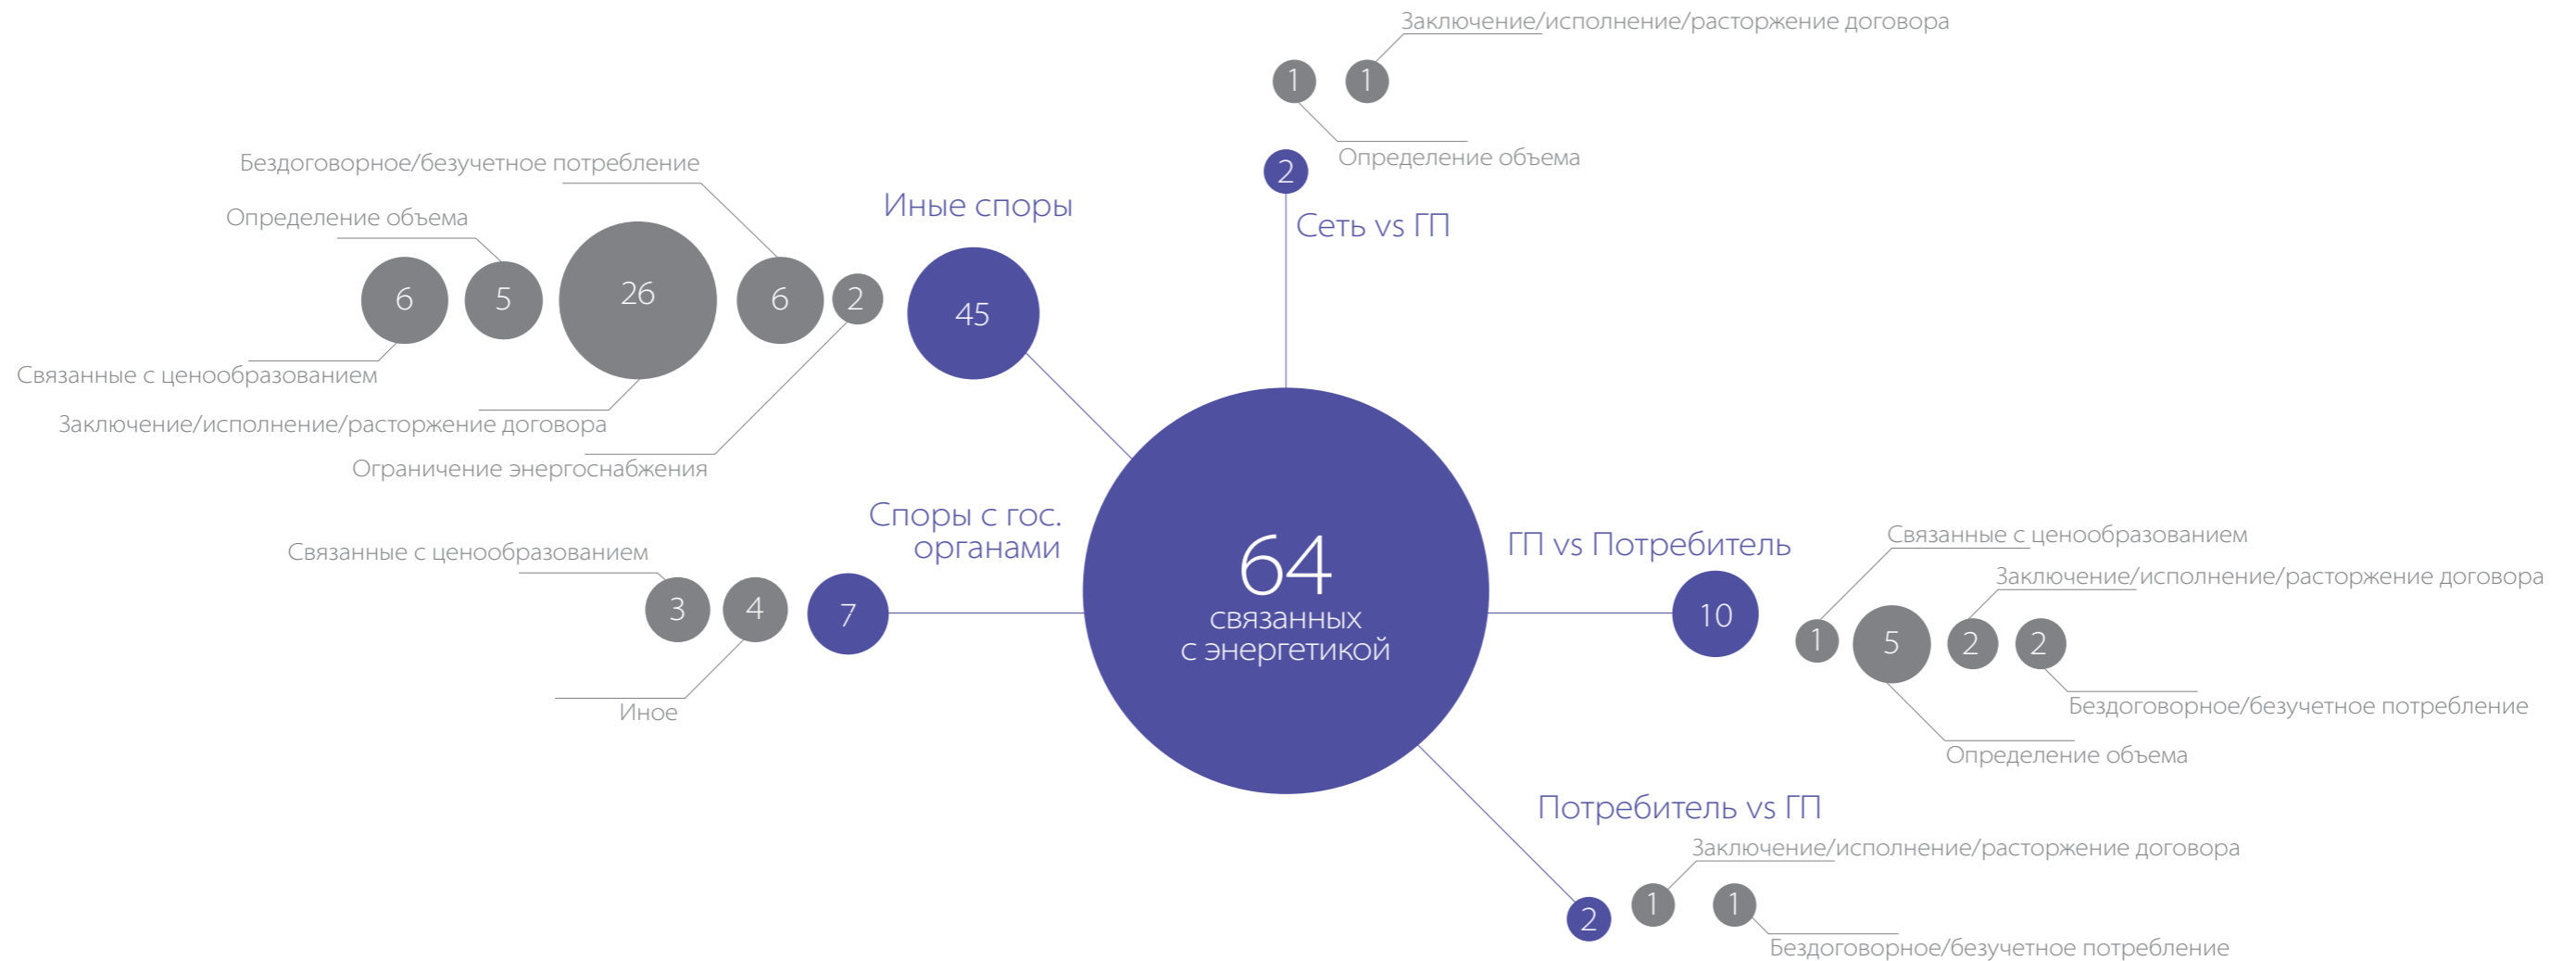 Заключение/исполнение/расторжение договора
1
1
Определение объема
2
Сеть vs ГП
Бездоговорное/безучетное потребление
Определение объема
Иные споры
6
5
26
6
2
45
Связанные с ценообразованием
Заключение/исполнение/расторжение договора
Ограничение энергоснабжения
Споры с гос.
органами
Связанные с ценообразованием
3
4
7
Иное
64
связанных
с энергетикой
ГП vs Потребитель
10
Связанные с ценообразованием
Заключение/исполнение/расторжение договора
1
5
2
2
Бездоговорное/безучетное потребление
Определение объема
Потребитель vs ГП
Заключение/исполнение/расторжение договора
2
1
1
Бездоговорное/безучетное потребление